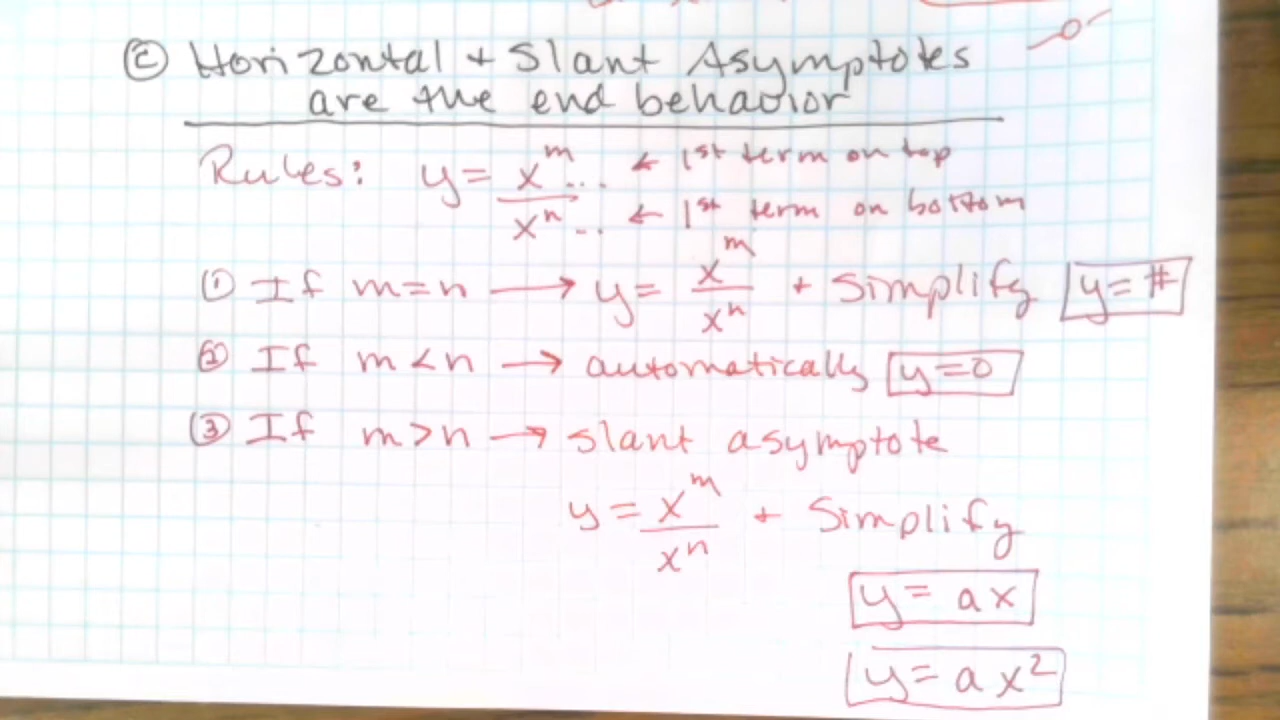 Ⓒ Horizontal + Slant Asymptotes
are the end behavior
Rules: y = x^m... ← 1st term on top
x^n... ← 1st term on bottom
① If m = n → y = x^m/x^n + simplify y = #
② If m < n → automatically y = 0
③ If m > n → slant asymptote
y = x^m/x^n + simplify
y = ax
y = ax²